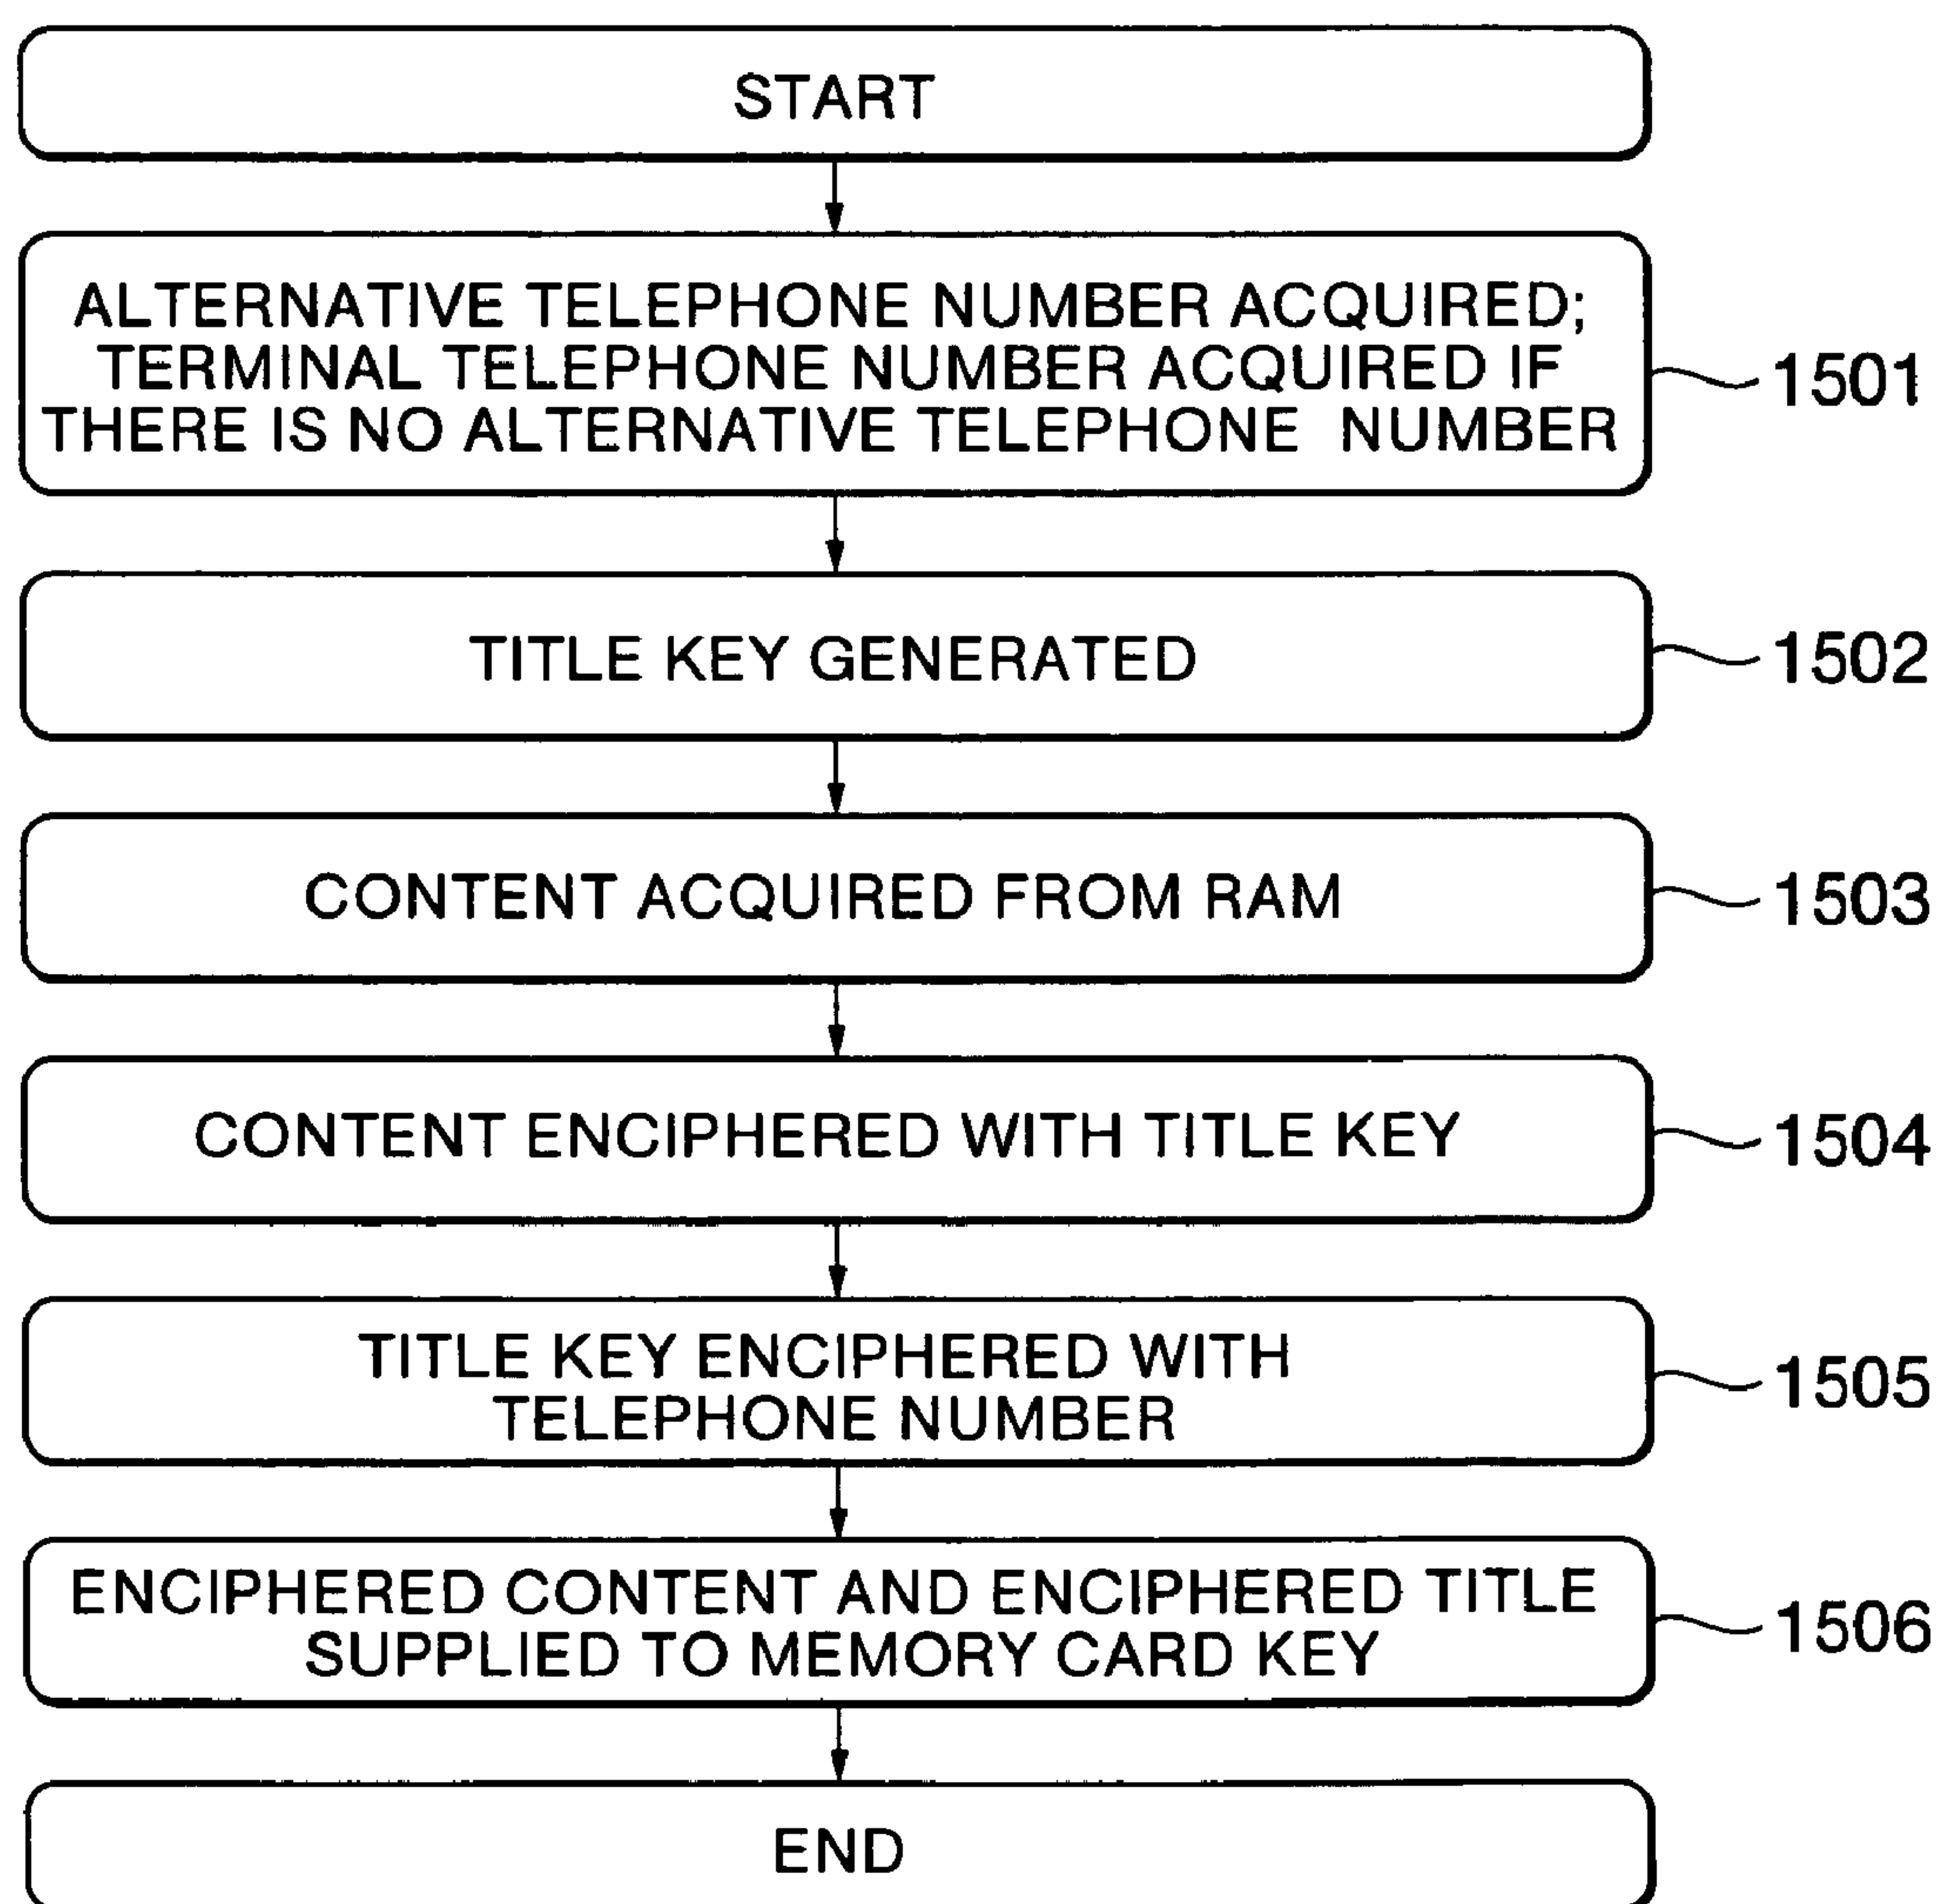 START
ALTERNATIVE TELEPHONE NUMBER ACQUIRED;
TERMINAL TELEPHONE NUMBER ACQUIRED IF
THERE IS NO ALTERNATIVE TELEPHONE NUMBER
1501
TITLE KEY GENERATED
1502
CONTENT ACQUIRED FROM RAM
1503
CONTENT ENCIPHERED WITH TITLE KEY
1504
TITLE KEY ENCIPHERED WITH
TELEPHONE NUMBER
1505
ENCIPHERED CONTENT AND ENCIPHERED TITLE
SUPPLIED TO MEMORY CARD KEY
1506
END